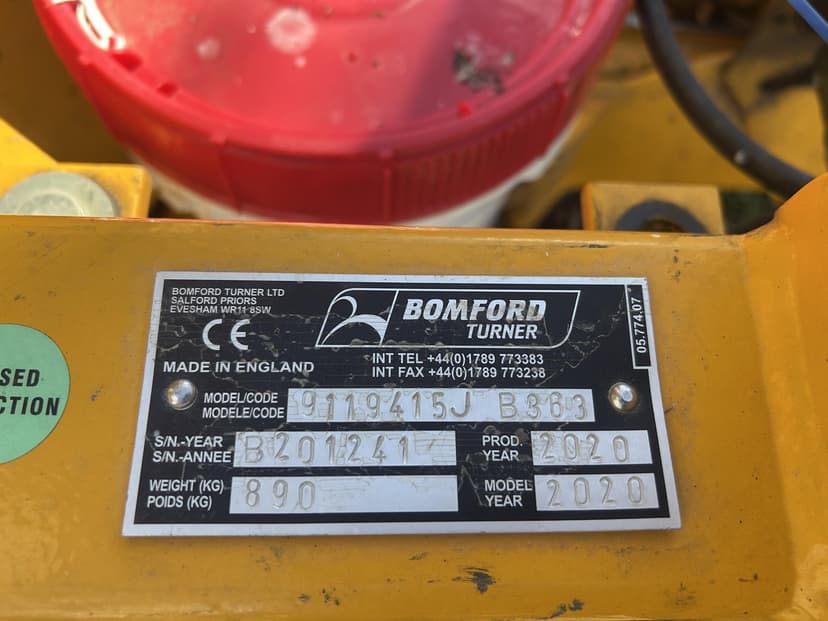 BOMFORD TURNER LTD
SALFORD PRIORS
EVESHAM WR11 8SW
CE
MADE IN ENGLAND
BOMFORD
TURNER
INT TEL +44(0)1789 773383
INT FAX +44(0)1789 773238
05.774.07
MODEL/CODE
MODELE/CODE
9119415J B363
S/N.-YEAR
S/N.-ANNEE
B201241
PROD.
YEAR
2020
WEIGHT (KG)
POIDS (KG)
890
MODEL
YEAR
2020
SED
CTION